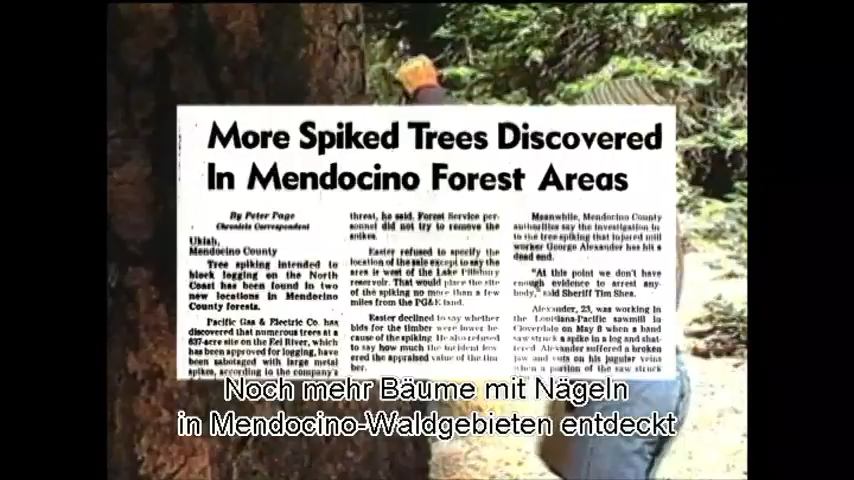 More Spiked Trees Discovered
In Mendocino Forest Areas
By Peter Page
Chronicle Correspondent
Ukiah,
Mendocino County
Tree spiking intended to
block logging on the North
Coast has been found in two
new locations in Mendocino
County forests.
Pacific Gas & Electric Co. has
discovered that numerous trees at a
637-acre site on the Eel River, which
has been approved for logging, have
been sabotaged with large metal
spikes, according to the company's
threat, he said. Forest Service per-
sonnel did not try to remove the
spikes.
Easter refused to specify the
location of the sale except to say the
area is west of the Lake Pillsbury
reservoir. That would place the site
of the spiking no more than a few
miles from the PG&E land.
Easter declined to say whether
bids for the timber were lower be-
cause of the spiking. He also refused
to say how much the incident low-
ered the appraised value of the tim-
ber.
Meanwhile, Mendocino County
authorities say the investigation in-
to the tree spiking that injured mill
worker George Alexander has hit a
dead end.
"At this point we don't have
enough evidence to arrest any-
body," said Sheriff Tim Shea.
Alexander, 23, was working in
the Louisiana-Pacific sawmill in
Cloverdale on May 8 when a band
saw struck a spike in a log and shat-
tered. Alexander suffered a broken
jaw and cuts on his jugular veins
when a portion of the saw struck
Noch mehr Bäume mit Nägeln
in Mendocino-Waldgebieten entdeckt